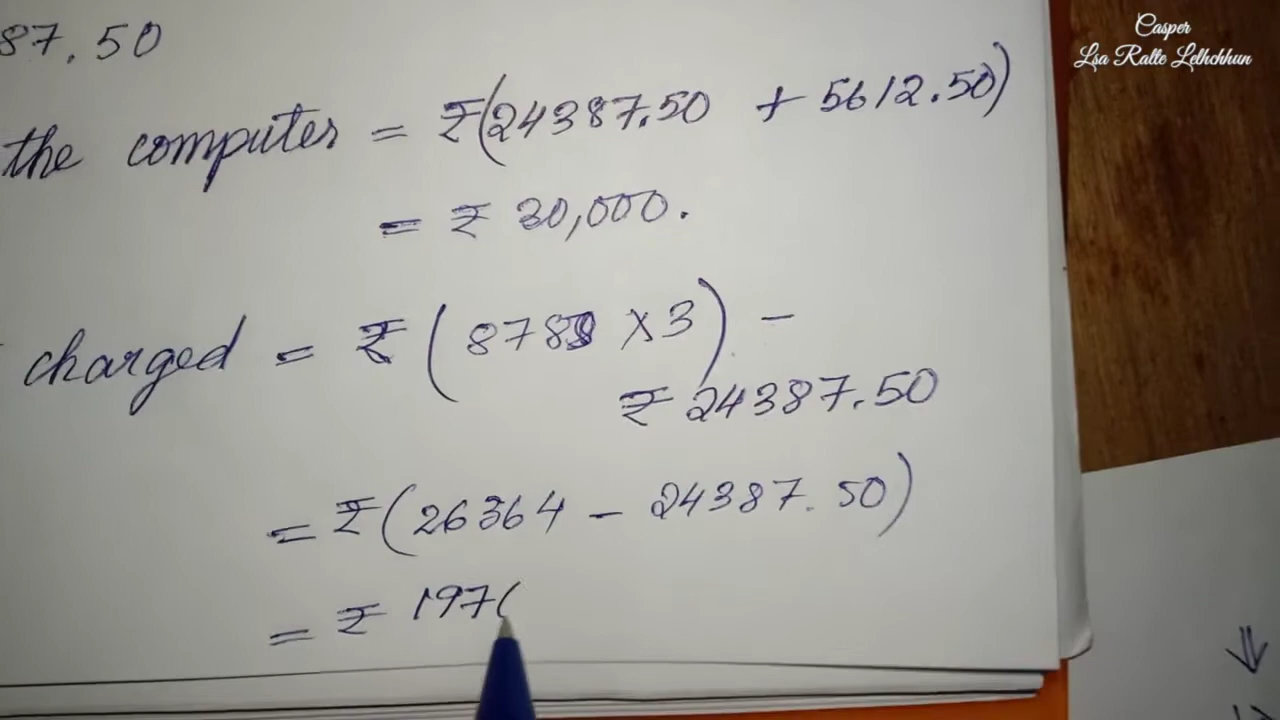 Casper
Lsa Ralte Lethchhun
87.50
the computer = ₹(24387.50 + 5612.50)
= ₹ 30,000.
charged = ₹ (8788 × 3) -
₹ 24387.50
= ₹(26364 - 24387.50)
= ₹ 197